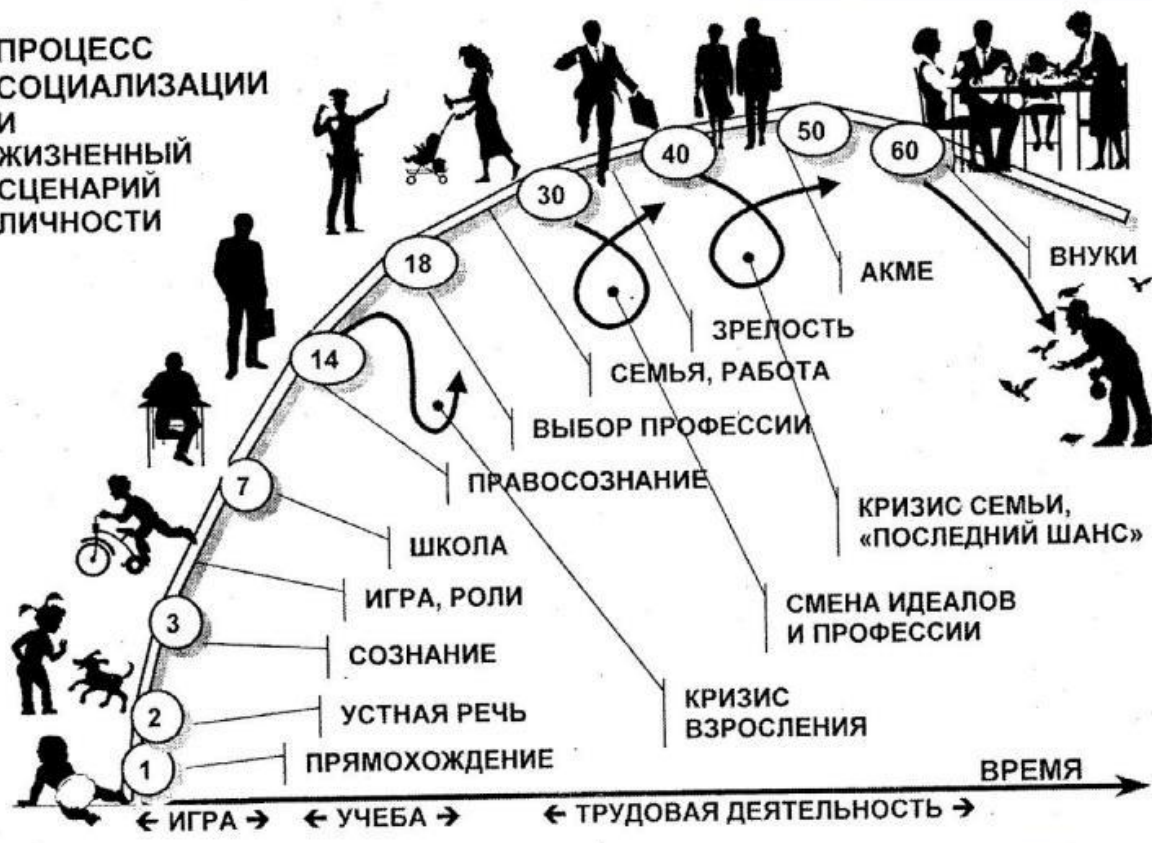 ПРОЦЕСС
СОЦИАЛИЗАЦИИ
И
ЖИЗНЕННЫЙ
СЦЕНАРИЙ
ЛИЧНОСТИ
60
ВНУКИ
50
АКМЕ
40
ЗРЕЛОСТЬ
30
СЕМЬЯ, РАБОТА
18
ВЫБОР ПРОФЕССИИ
14
ПРАВОСОЗНАНИЕ
КРИЗИС СЕМЬИ,
«ПОСЛЕДНИЙ ШАНС»
7
ШКОЛА
ИГРА, РОЛИ
СМЕНА ИДЕАЛОВ
И ПРОФЕССИИ
3
СОЗНАНИЕ
КРИЗИС
ВЗРОСЛЕНИЯ
2
УСТНАЯ РЕЧЬ
1
ПРЯМОХОЖДЕНИЕ
ВРЕМЯ
← ИГРА → ← УЧЕБА → ← ТРУДОВАЯ ДЕЯТЕЛЬНОСТЬ →